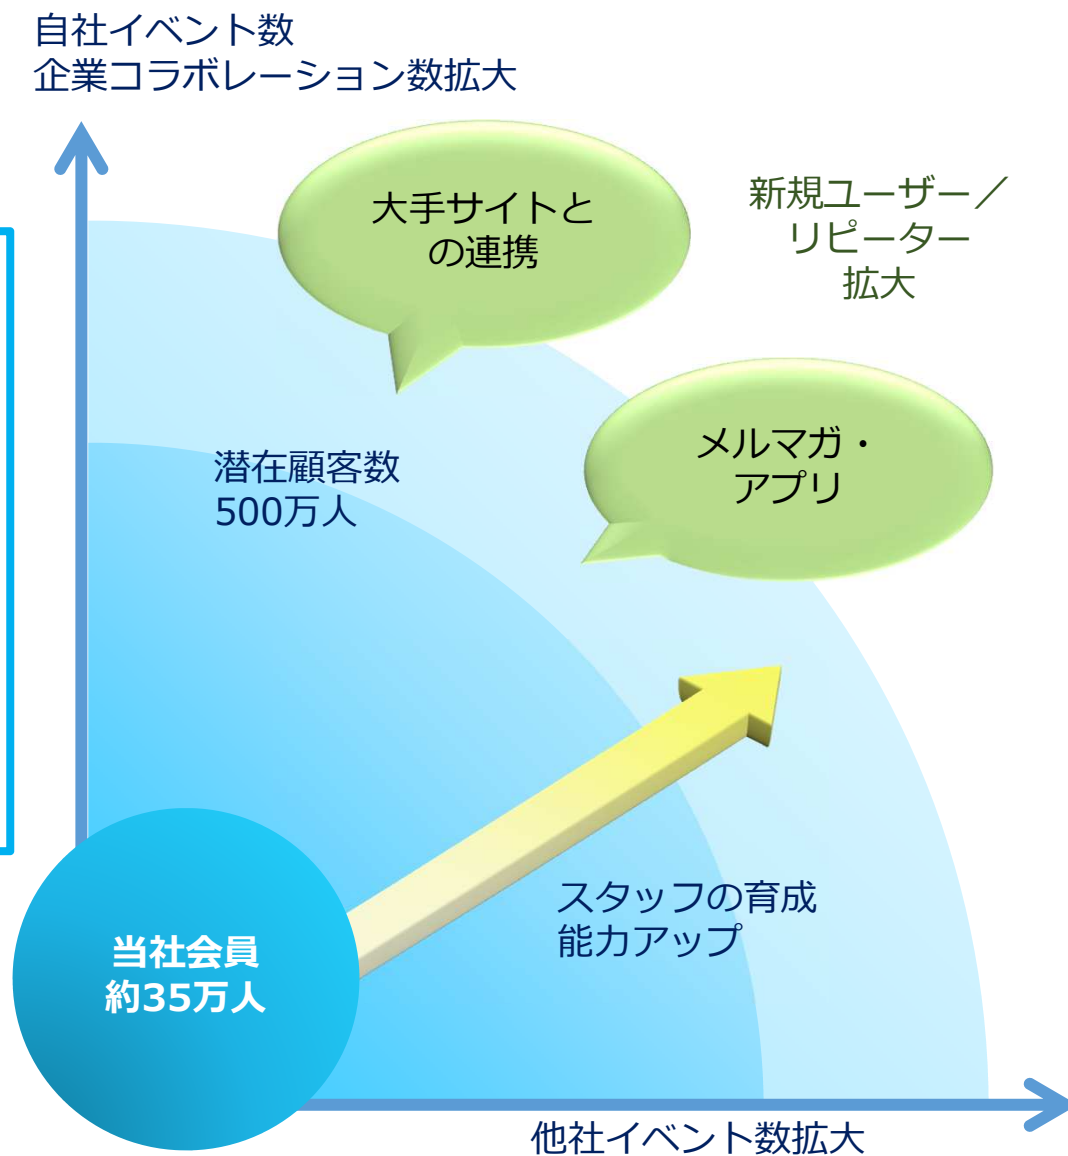 自社イベント数
企業コラボレーション数拡大
大手サイトと
の連携
新規ユーザー／
リピーター
拡大
メルマガ・
アプリ
潜在顧客数
500万人
スタッフの育成
能力アップ
当社会員
約35万人
他社イベント数拡大